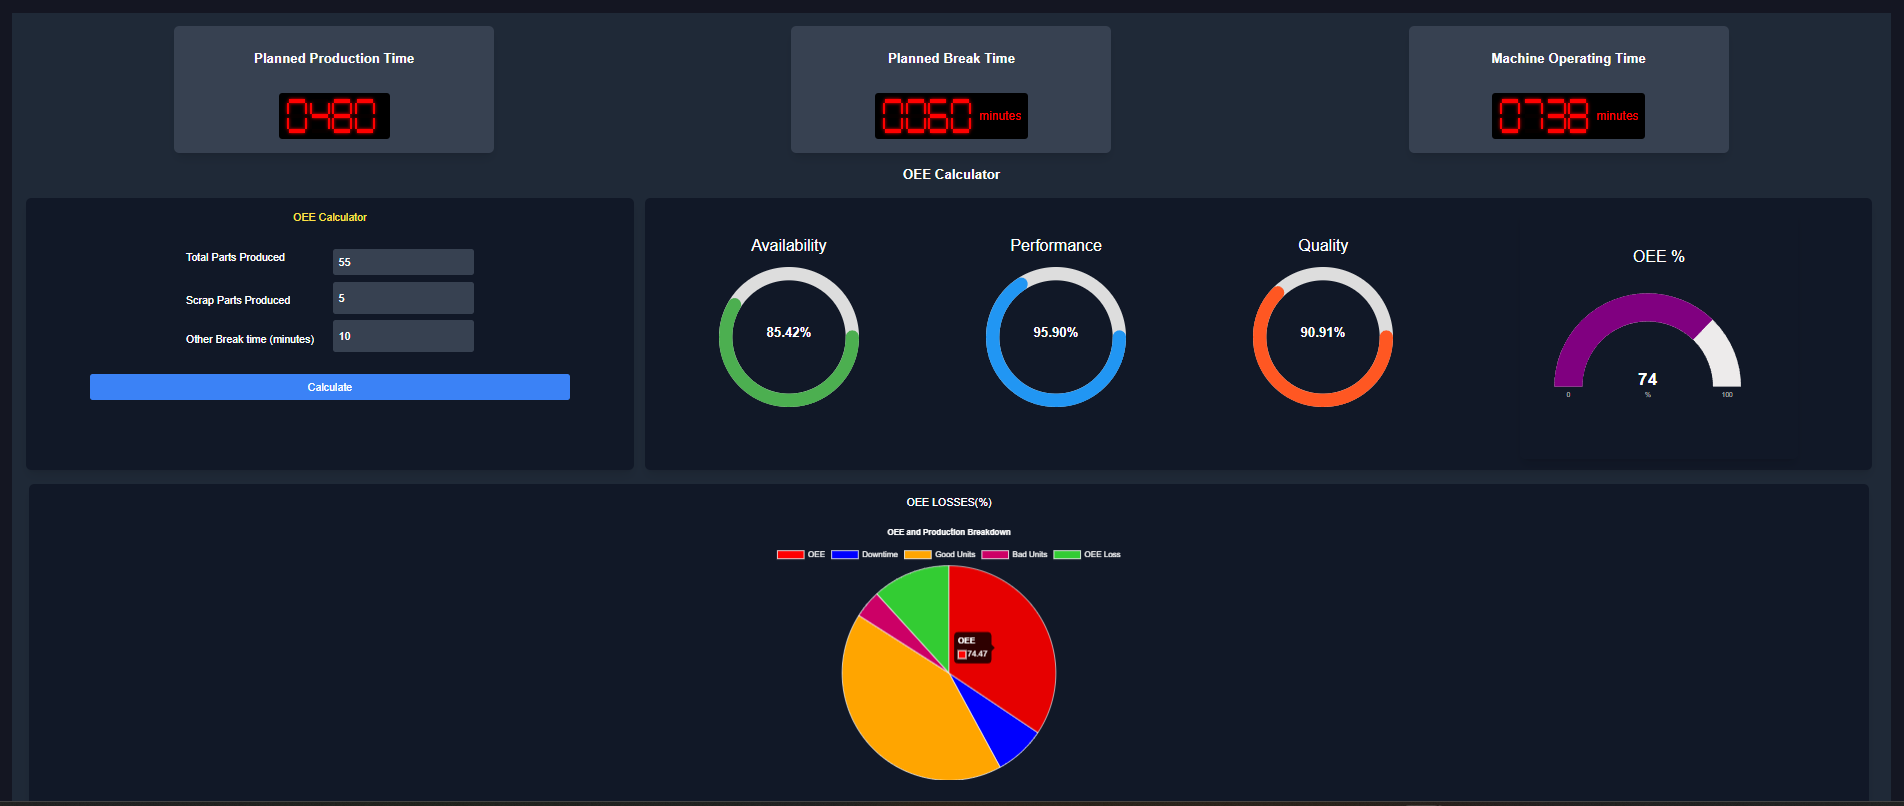 Planned Production Time
0480
Planned Break Time
0060 minutes
Machine Operating Time
0738 minutes
OEE Calculator
OEE Calculator
Total Parts Produced
55
Scrap Parts Produced
5
Other Break time (minutes)
10
Calculate
Availability
85.42%
Performance
95.90%
Quality
90.91%
OEE %
74
0
%
100
OEE LOSSES(%)
OEE and Production Breakdown
OEE Downtime Good Units Bad Units OEE Loss
OEE
74.47